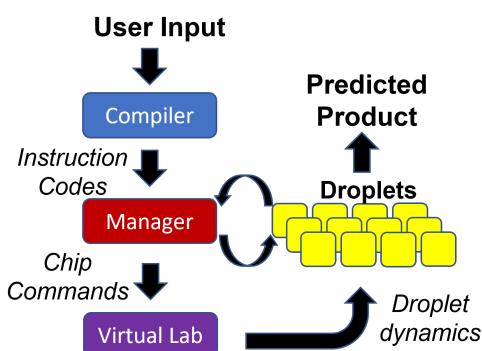 User Input
Compiler
Instruction
Codes
Manager
Chip
Commands
Virtual Lab
Predicted
Product
Droplets
Droplet
dynamics